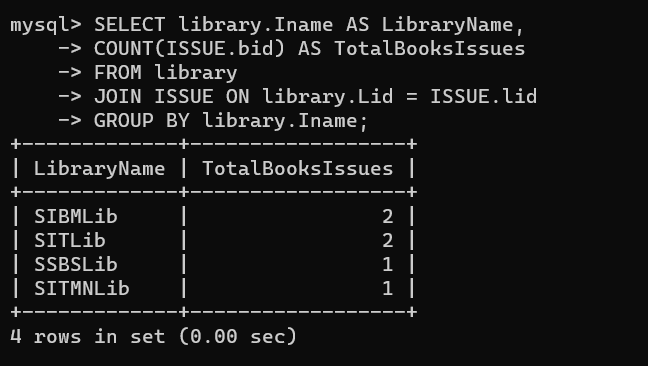 mysql> SELECT library.Iname AS LibraryName,
    -> COUNT(ISSUE.bid) AS TotalBooksIssues
    -> FROM library
    -> JOIN ISSUE ON library.Lid = ISSUE.lid
    -> GROUP BY library.Iname;
+-------------+------------------+
| LibraryName | TotalBooksIssues |
+-------------+------------------+
| SIBMLib     |                2 |
| SITLib      |                2 |
| SSBSLib     |                1 |
| SITMNLib    |                1 |
+-------------+------------------+
4 rows in set (0.00 sec)